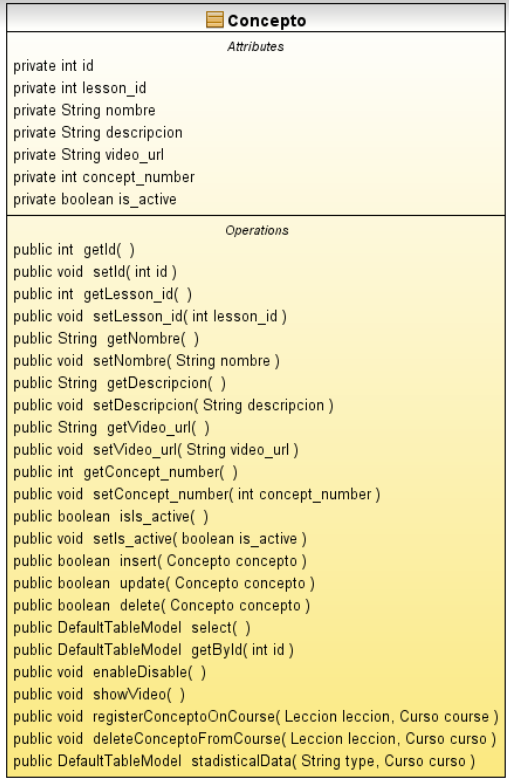 Concepto
Attributes
private int id
private int lesson_id
private String nombre
private String descripcion
private String video_url
private int concept_number
private boolean is_active
Operations
public int getId( )
public void setId( int id )
public int getLesson_id( )
public void setLesson_id( int lesson_id )
public String getNombre( )
public void setNombre( String nombre )
public String getDescripcion( )
public void setDescripcion( String descripcion )
public String getVideo_url( )
public void setVideo_url( String video_url )
public int getConcept_number( )
public void setConcept_number( int concept_number )
public boolean isIs_active( )
public void setIs_active( boolean is_active )
public boolean insert( Concepto concepto )
public boolean update( Concepto concepto )
public boolean delete( Concepto concepto )
public DefaultTableModel select( )
public DefaultTableModel getById( int id )
public void enableDisable( )
public void showVideo( )
public void registerConceptoOnCourse( Leccion leccion, Curso course )
public void deleteConceptoFromCourse( Leccion leccion, Curso curso )
public DefaultTableModel stadisticalData( String type, Curso curso )